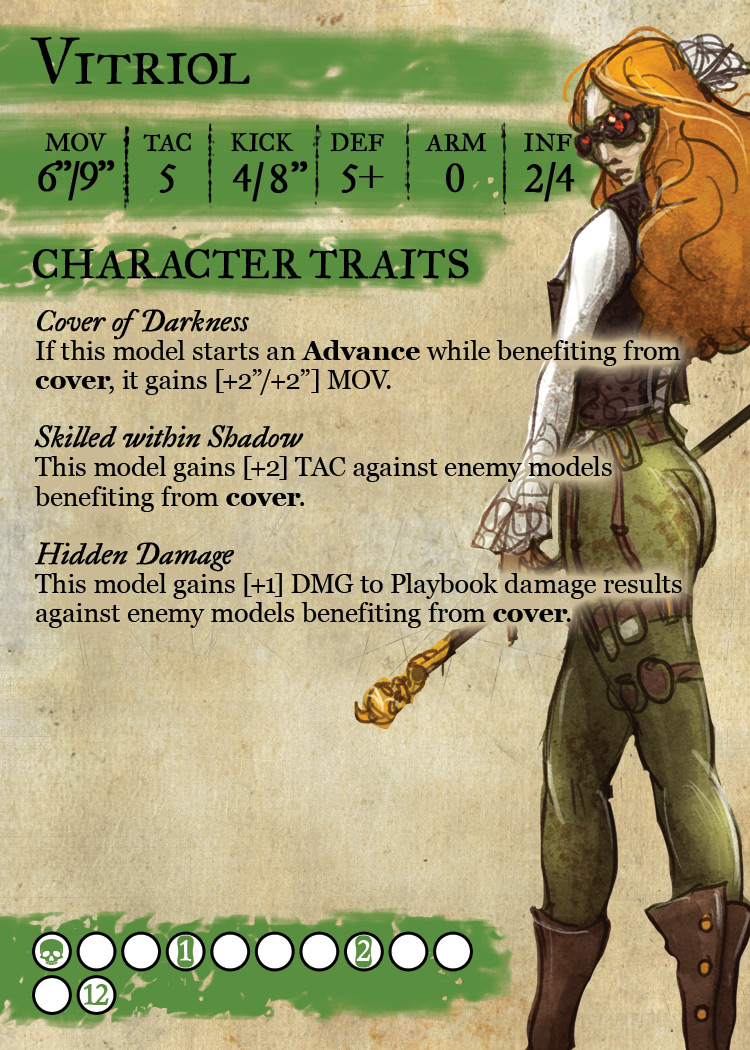 VITRIOL
MOV TAC KICK DEF ARM INF
6”/9” 5 4/8” 5+ 0 2/4
CHARACTER TRAITS
Cover of Darkness
If this model starts an Advance while benefiting from
cover, it gains [+2”/+2”] MOV.
Skilled within Shadow
This model gains [+2] TAC against enemy models
benefiting from cover.
Hidden Damage
This model gains [+1] DMG to Playbook damage results
against enemy models benefiting from cover.
1 2
12